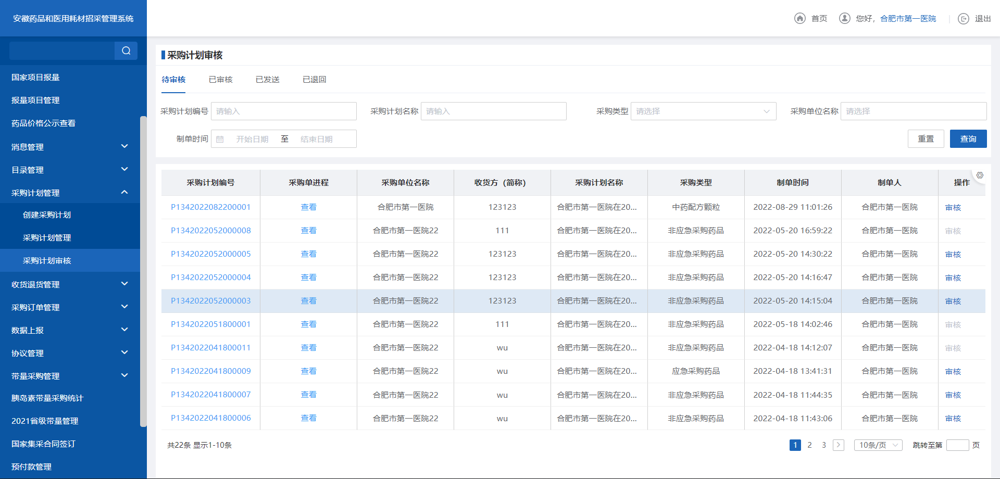 安徽药品和医用耗材招采管理系统
首页 您好，合肥市第一医院 退出
国家项目报量
报量项目管理
药品价格公示查看
消息管理
目录管理
采购计划管理
创建采购计划
采购计划管理
采购计划审核
收货退货管理
采购订单管理
数据上报
协议管理
带量采购管理
胰岛素带量采购统计
2021省级带量管理
国家集采合同签订
预付款管理
采购计划审核
待审核 已审核 已发送 已退回
采购计划编号 请输入 采购计划名称 请输入 采购类型 请选择 采购单位名称 请选择
制单时间 开始日期 至 结束日期 重置 查询
采购计划编号 采购单进程 采购单位名称 收货方（简称） 采购计划名称 采购类型 制单时间 制单人 操作
P1342022082200001 查看 合肥市第一医院 123123 合肥市第一医院在20... 中药配方颗粒 2022-08-29 11:01:26 合肥市第一医院 审核
P1342022052000008 查看 合肥市第一医院22 111 合肥市第一医院在20... 非应急采购药品 2022-05-20 16:59:22 合肥市第一医院 审核
P1342022052000005 查看 合肥市第一医院22 123123 合肥市第一医院在20... 非应急采购药品 2022-05-20 14:30:22 合肥市第一医院 审核
P1342022052000004 查看 合肥市第一医院22 123123 合肥市第一医院在20... 非应急采购药品 2022-05-20 14:16:47 合肥市第一医院 审核
P1342022052000003 查看 合肥市第一医院22 123123 合肥市第一医院在20... 非应急采购药品 2022-05-20 14:15:04 合肥市第一医院 审核
P1342022051800001 查看 合肥市第一医院22 111 合肥市第一医院在20... 非应急采购药品 2022-05-18 14:02:46 合肥市第一医院 审核
P1342022041800011 查看 合肥市第一医院22 wu 合肥市第一医院在20... 非应急采购药品 2022-04-18 14:12:07 合肥市第一医院 审核
P1342022041800009 查看 合肥市第一医院22 wu 合肥市第一医院在20... 应急采购药品 2022-04-18 13:41:31 合肥市第一医院 审核
P1342022041800007 查看 合肥市第一医院22 wu 合肥市第一医院在20... 非应急采购药品 2022-04-18 11:44:35 合肥市第一医院 审核
P1342022041800006 查看 合肥市第一医院22 wu 合肥市第一医院在20... 非应急采购药品 2022-04-18 11:43:06 合肥市第一医院 审核
共22条 显示1-10条 1 2 3 10条/页 跳转至第 页